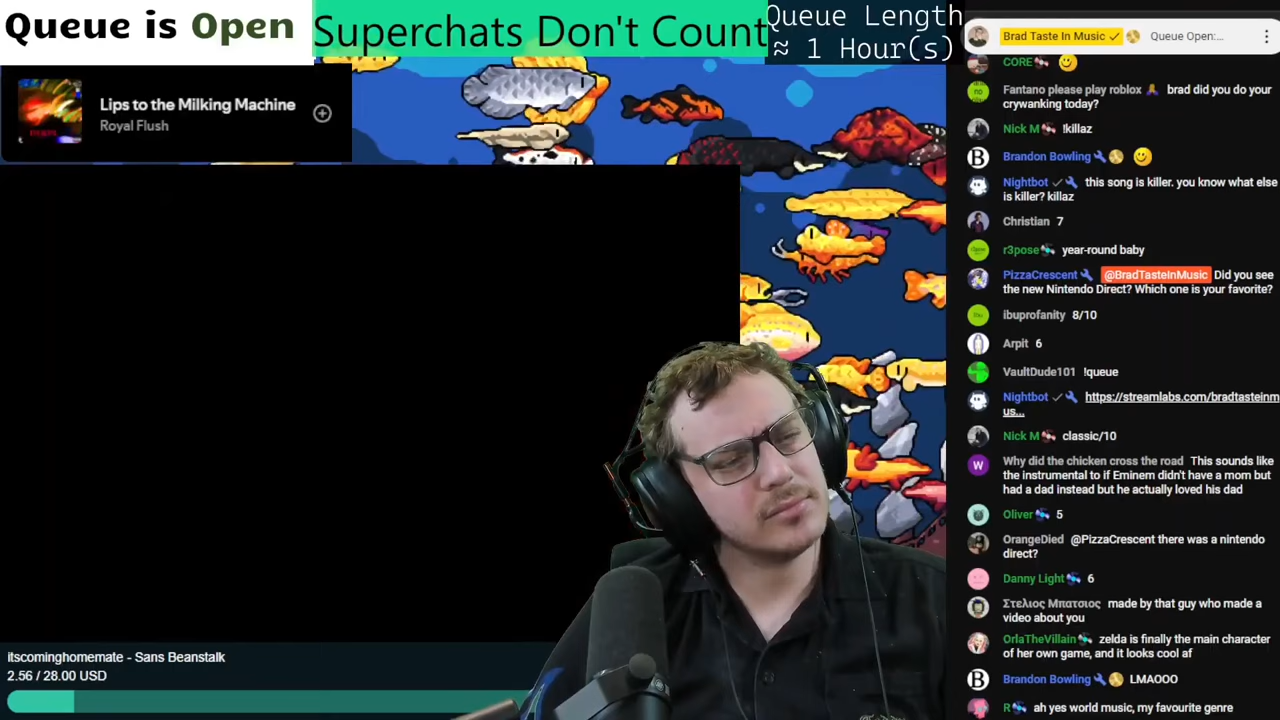 Queue is Open
Superchats Don't Count
Queue Length
≈ 1 Hour(s)
Lips to the Milking Machine
Royal Flush
itscominghomemate - Sans Beanstalk
2.56 / 28.00 USD
Brad Taste In Music Queue Open:...
CORE
Fantano please play roblox brad did you do your
crywanking today?
Nick M !killaz
Brandon Bowling
Nightbot this song is killer. you know what else
is killer? killaz
Christian 7
r3pose year-round baby
PizzaCrescent @BradTasteInMusic Did you see
the new Nintendo Direct? Which one is your favorite?
ibuprofanity 8/10
Arpit 6
VaultDude101 !queue
Nightbot https://streamlabs.com/bradtasteinm
us...
Nick M classic/10
Why did the chicken cross the road This sounds like
the instrumental to if Eminem didn't have a mom but
had a dad instead but he actually loved his dad
Oliver 5
OrangeDied @PizzaCrescent there was a nintendo
direct?
Danny Light 6
Στελιος Μπατσιος made by that guy who made a
video about you
OrlaTheVillain zelda is finally the main character
of her own game, and it looks cool af
Brandon Bowling LMAOOO
R ah yes world music, my favourite genre